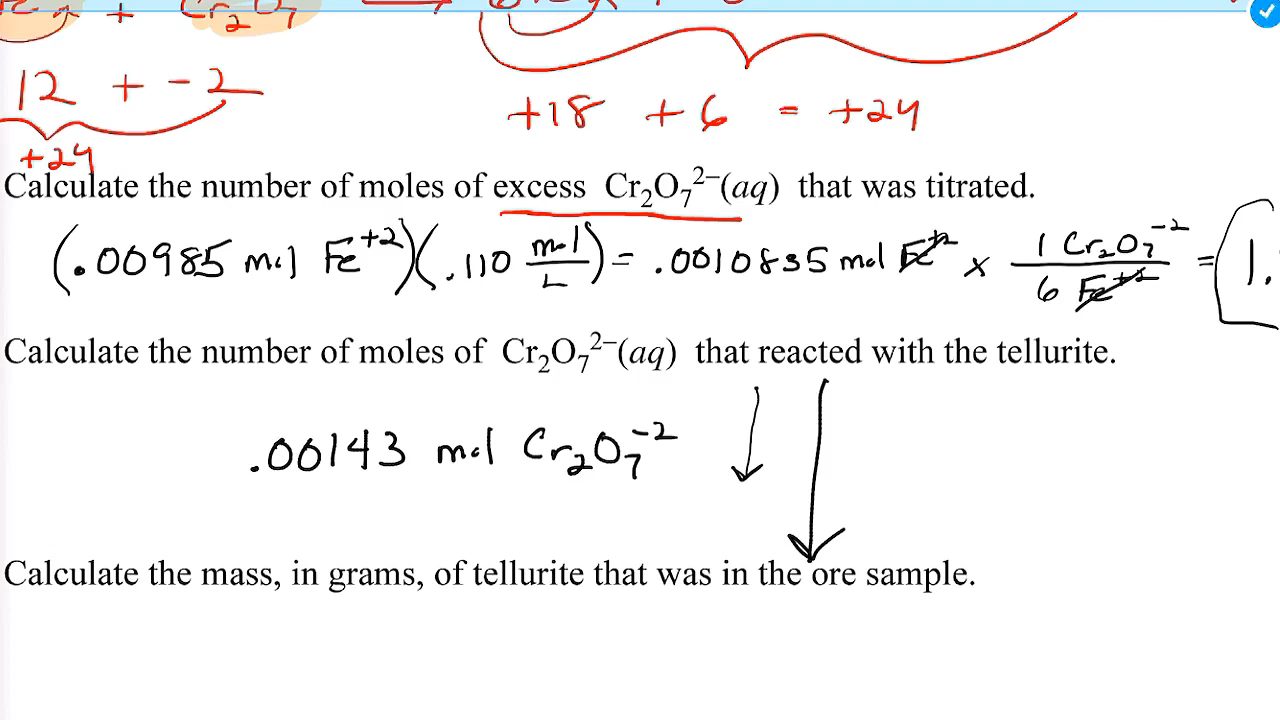 + Cr₂O₇
12 + -2
+18 + 6 = +24
+24
Calculate the number of moles of excess Cr₂O₇²⁻(aq) that was titrated.
(.00985 mol Fe⁺²)(.110 mol/L) = .0010835 mol Fe⁺² × 1 Cr₂O₇⁻² / 6 Fe⁺² = 1.
Calculate the number of moles of Cr₂O₇²⁻(aq) that reacted with the tellurite.
.00143 mol Cr₂O₇⁻²
Calculate the mass, in grams, of tellurite that was in the ore sample.